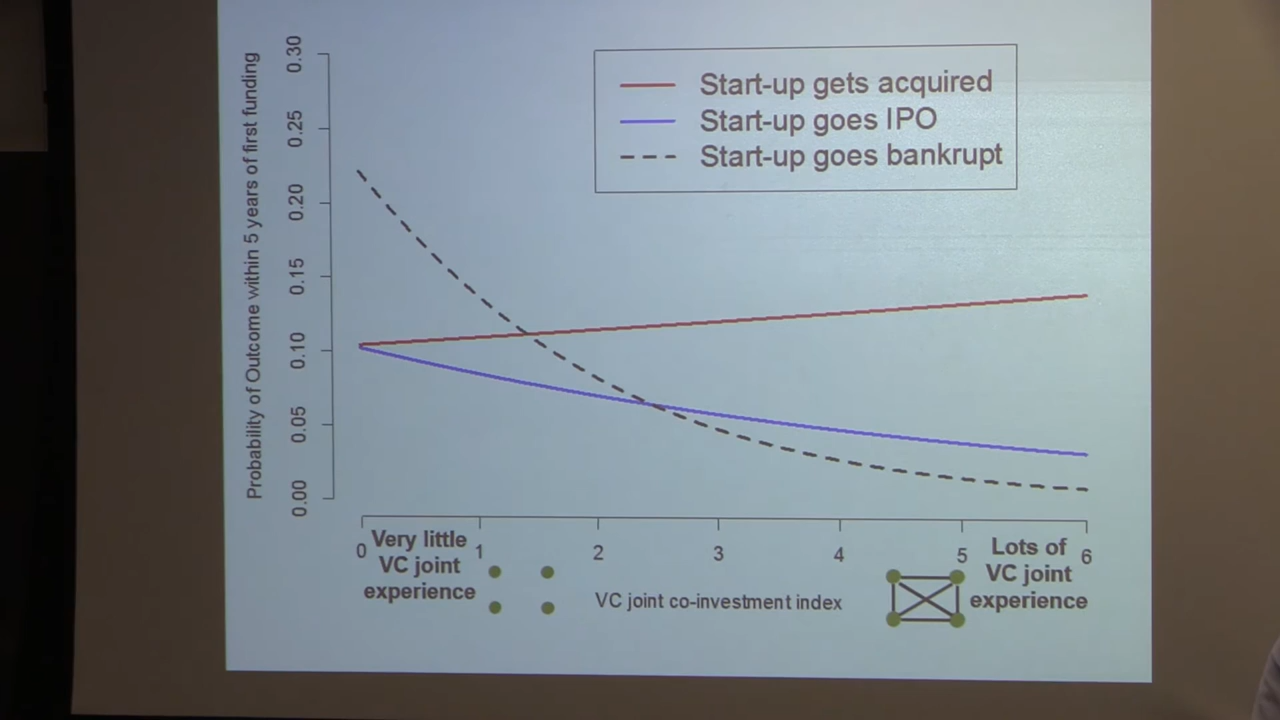 Probability of Outcome within 5 years of first funding
0.30
0.25
0.20
0.15
0.10
0.05
0.00
Start-up gets acquired
Start-up goes IPO
Start-up goes bankrupt
0
1
2
3
4
5
6
Very little
VC joint
experience
VC joint co-investment index
Lots of
VC joint
experience